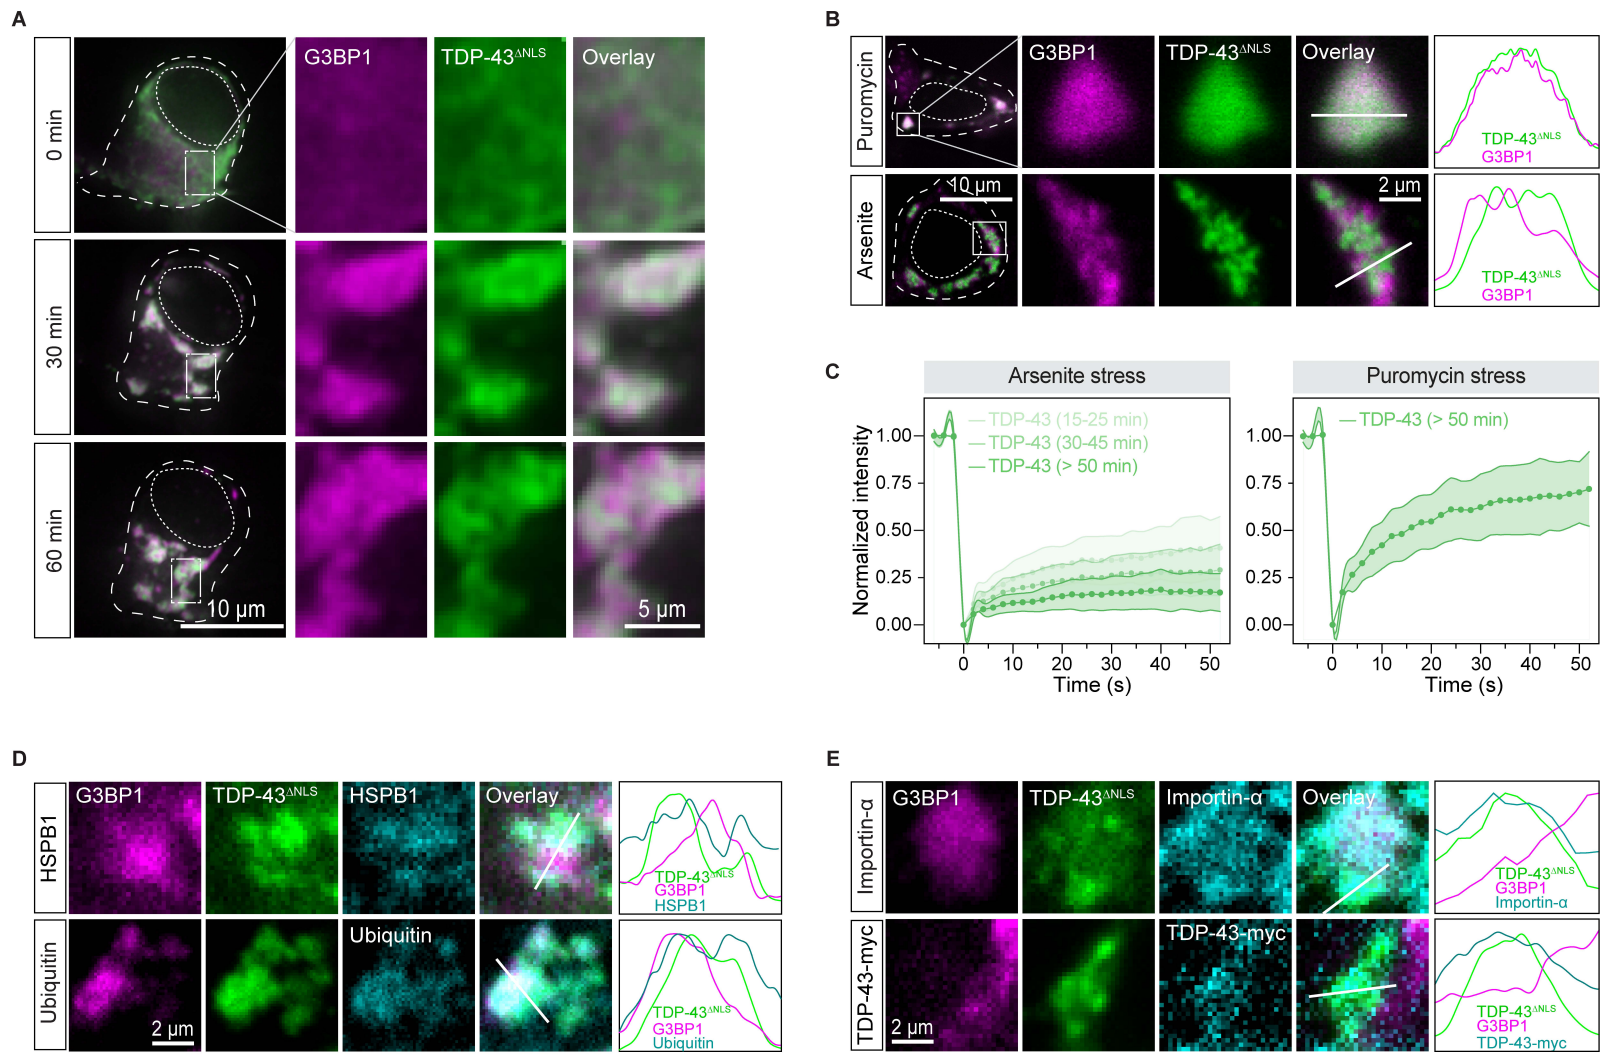 A
0 min
G3BP1
TDP-43ΔNLS
Overlay
30 min
60 min
10 μm
5 μm
B
Puromycin
G3BP1
TDP-43ΔNLS
Overlay
TDP-43ΔNLS
G3BP1
Arsenite
10 μm
2 μm
TDP-43ΔNLS
G3BP1
C
Arsenite stress
Normalized intensity
1.00
0.75
0.50
0.25
0.00
TDP-43 (15-25 min)
TDP-43 (30-45 min)
TDP-43 (> 50 min)
0 10 20 30 40 50
Time (s)
Puromycin stress
1.00
0.75
0.50
0.25
0.00
TDP-43 (> 50 min)
0 10 20 30 40 50
Time (s)
D
HSPB1
G3BP1
TDP-43ΔNLS
HSPB1
Overlay
TDP-43ΔNLS
G3BP1
HSPB1
Ubiquitin
2 μm
Ubiquitin
TDP-43ΔNLS
G3BP1
Ubiquitin
E
Importin-α
G3BP1
TDP-43ΔNLS
Importin-α
Overlay
TDP-43ΔNLS
G3BP1
Importin-α
TDP-43-myc
2 μm
TDP-43-myc
TDP-43ΔNLS
G3BP1
TDP-43-myc